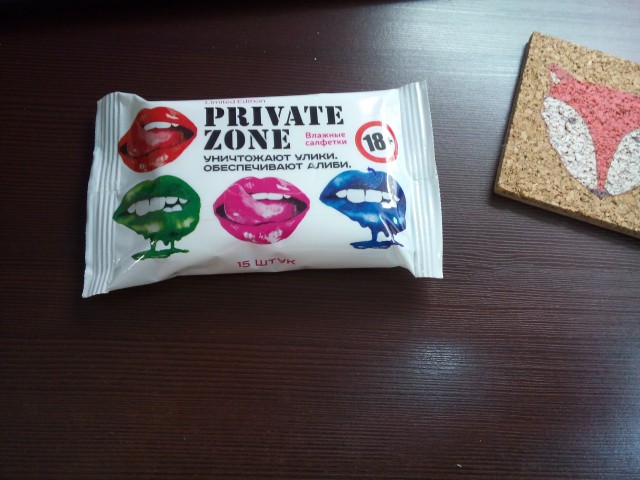 Limited Edition
PRIVATE
ZONE
Влажные
салфетки
18+
УНИЧТОЖАЮТ УЛИКИ.
ОБЕСПЕЧИВАЮТ АЛИБИ.
15 ШТУК